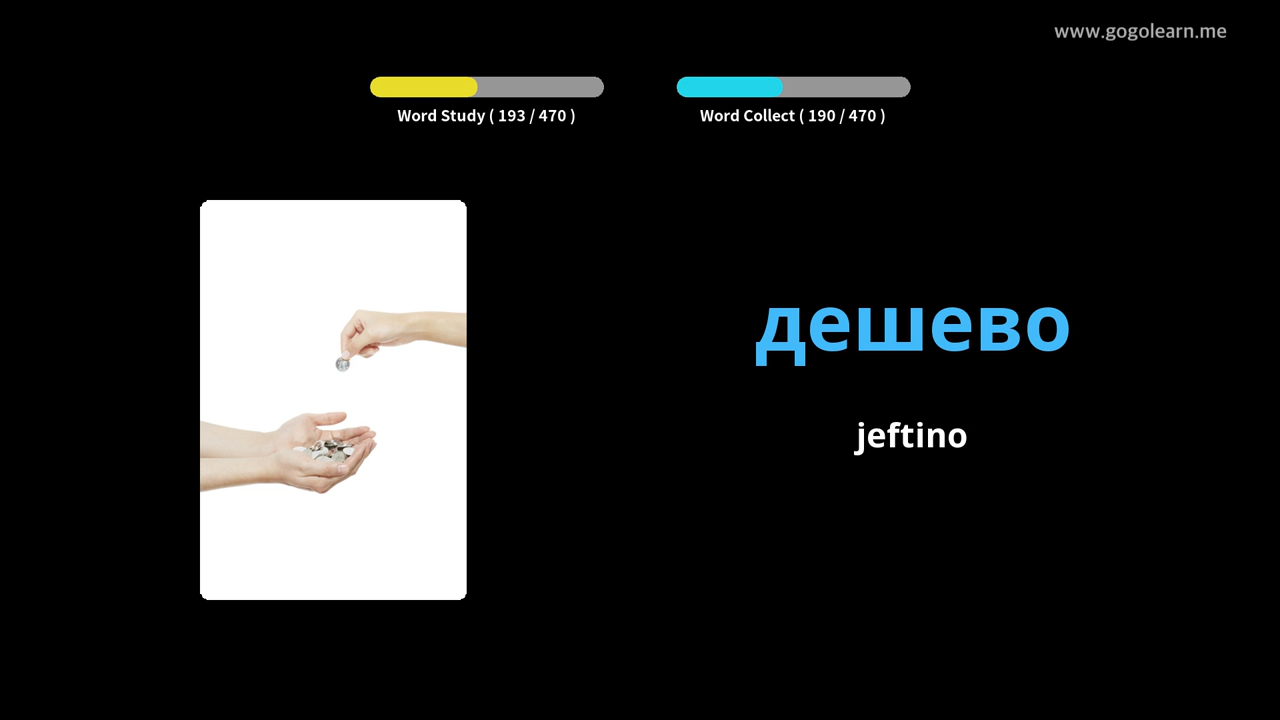 www.gogolearn.me
Word Study ( 193 / 470 )
Word Collect ( 190 / 470 )
дешево
jeftino